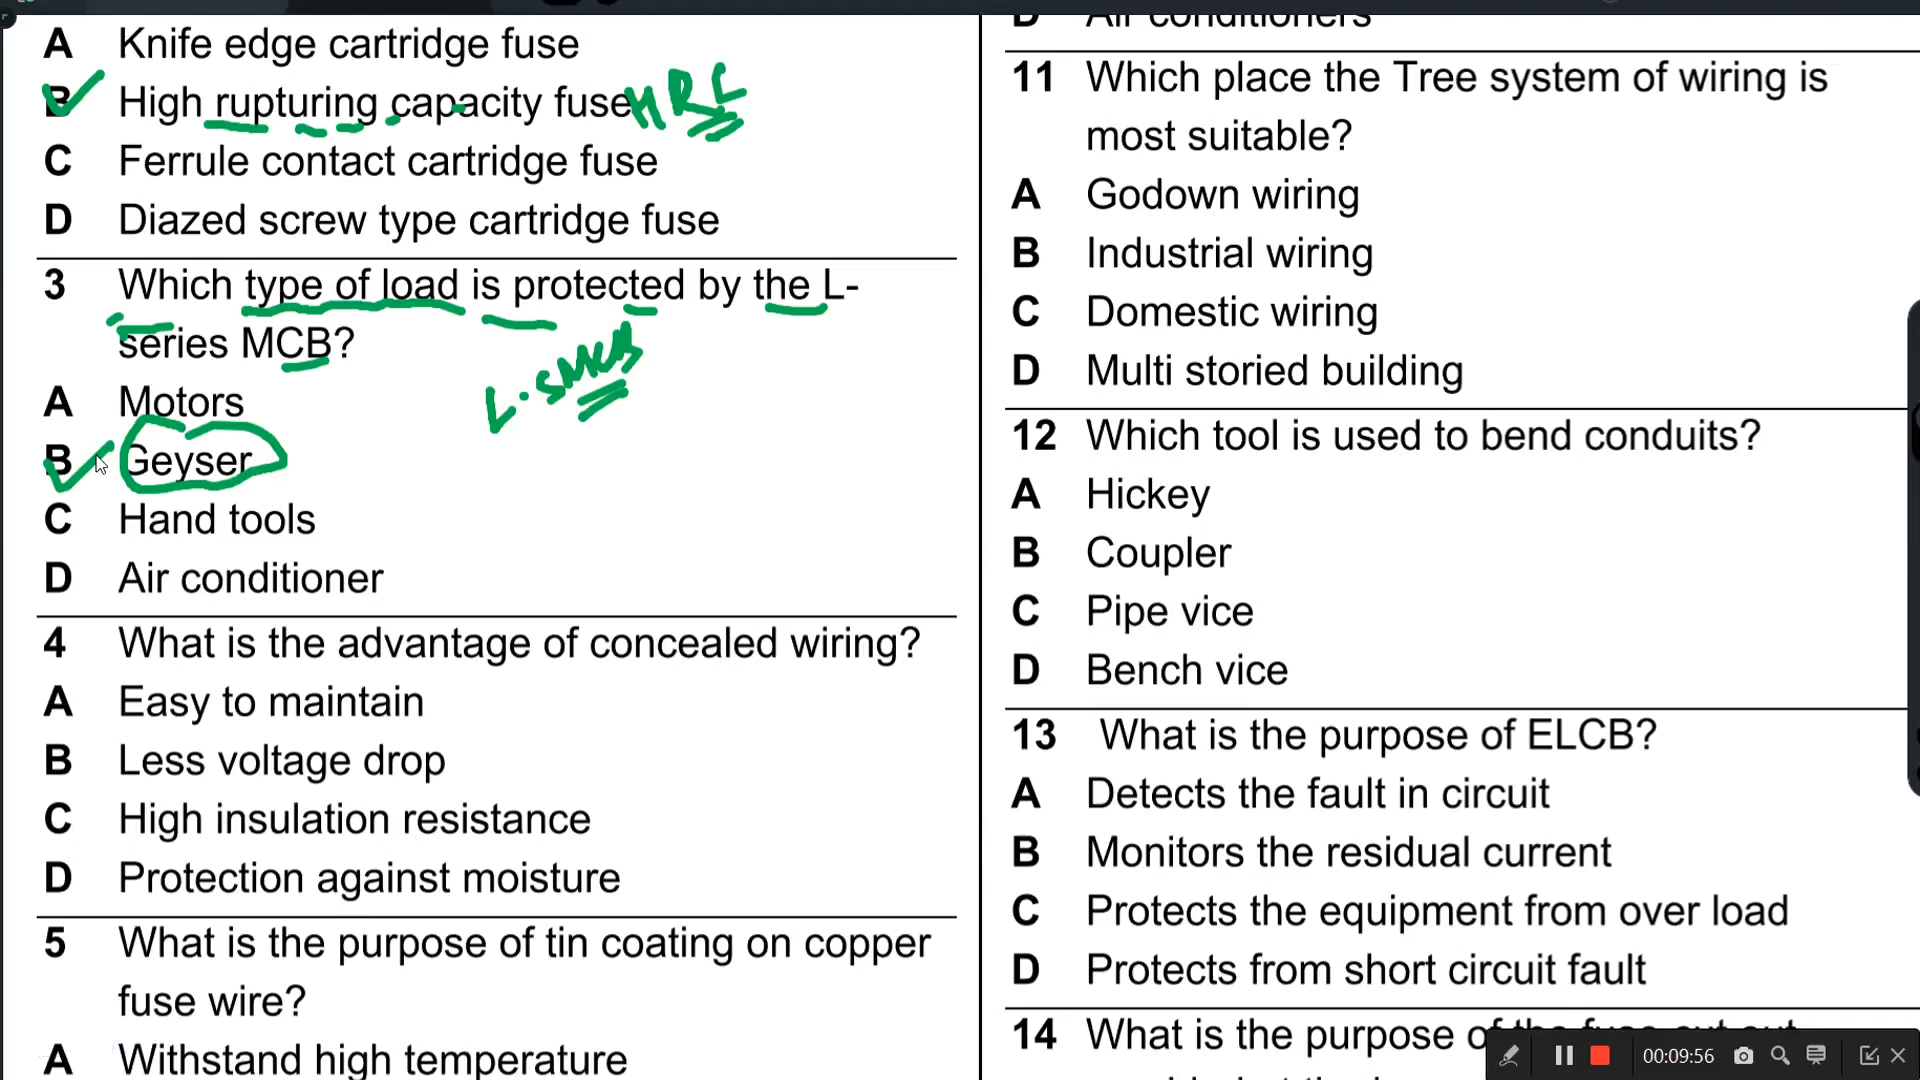 A Knife edge cartridge fuse
B High rupturing capacity fuse HRC
C Ferrule contact cartridge fuse
D Diazed screw type cartridge fuse
3 Which type of load is protected by the L-
series MCB?
L.SMCB
A Motors
B Geyser
C Hand tools
D Air conditioner
4 What is the advantage of concealed wiring?
A Easy to maintain
B Less voltage drop
C High insulation resistance
D Protection against moisture
5 What is the purpose of tin coating on copper
fuse wire?
A Withstand high temperature
D Air conditioners
11 Which place the Tree system of wiring is
most suitable?
A Godown wiring
B Industrial wiring
C Domestic wiring
D Multi storied building
12 Which tool is used to bend conduits?
A Hickey
B Coupler
C Pipe vice
D Bench vice
13 What is the purpose of ELCB?
A Detects the fault in circuit
B Monitors the residual current
C Protects the equipment from over load
D Protects from short circuit fault
14 What is the purpose of the fuse cut out
00:09:56